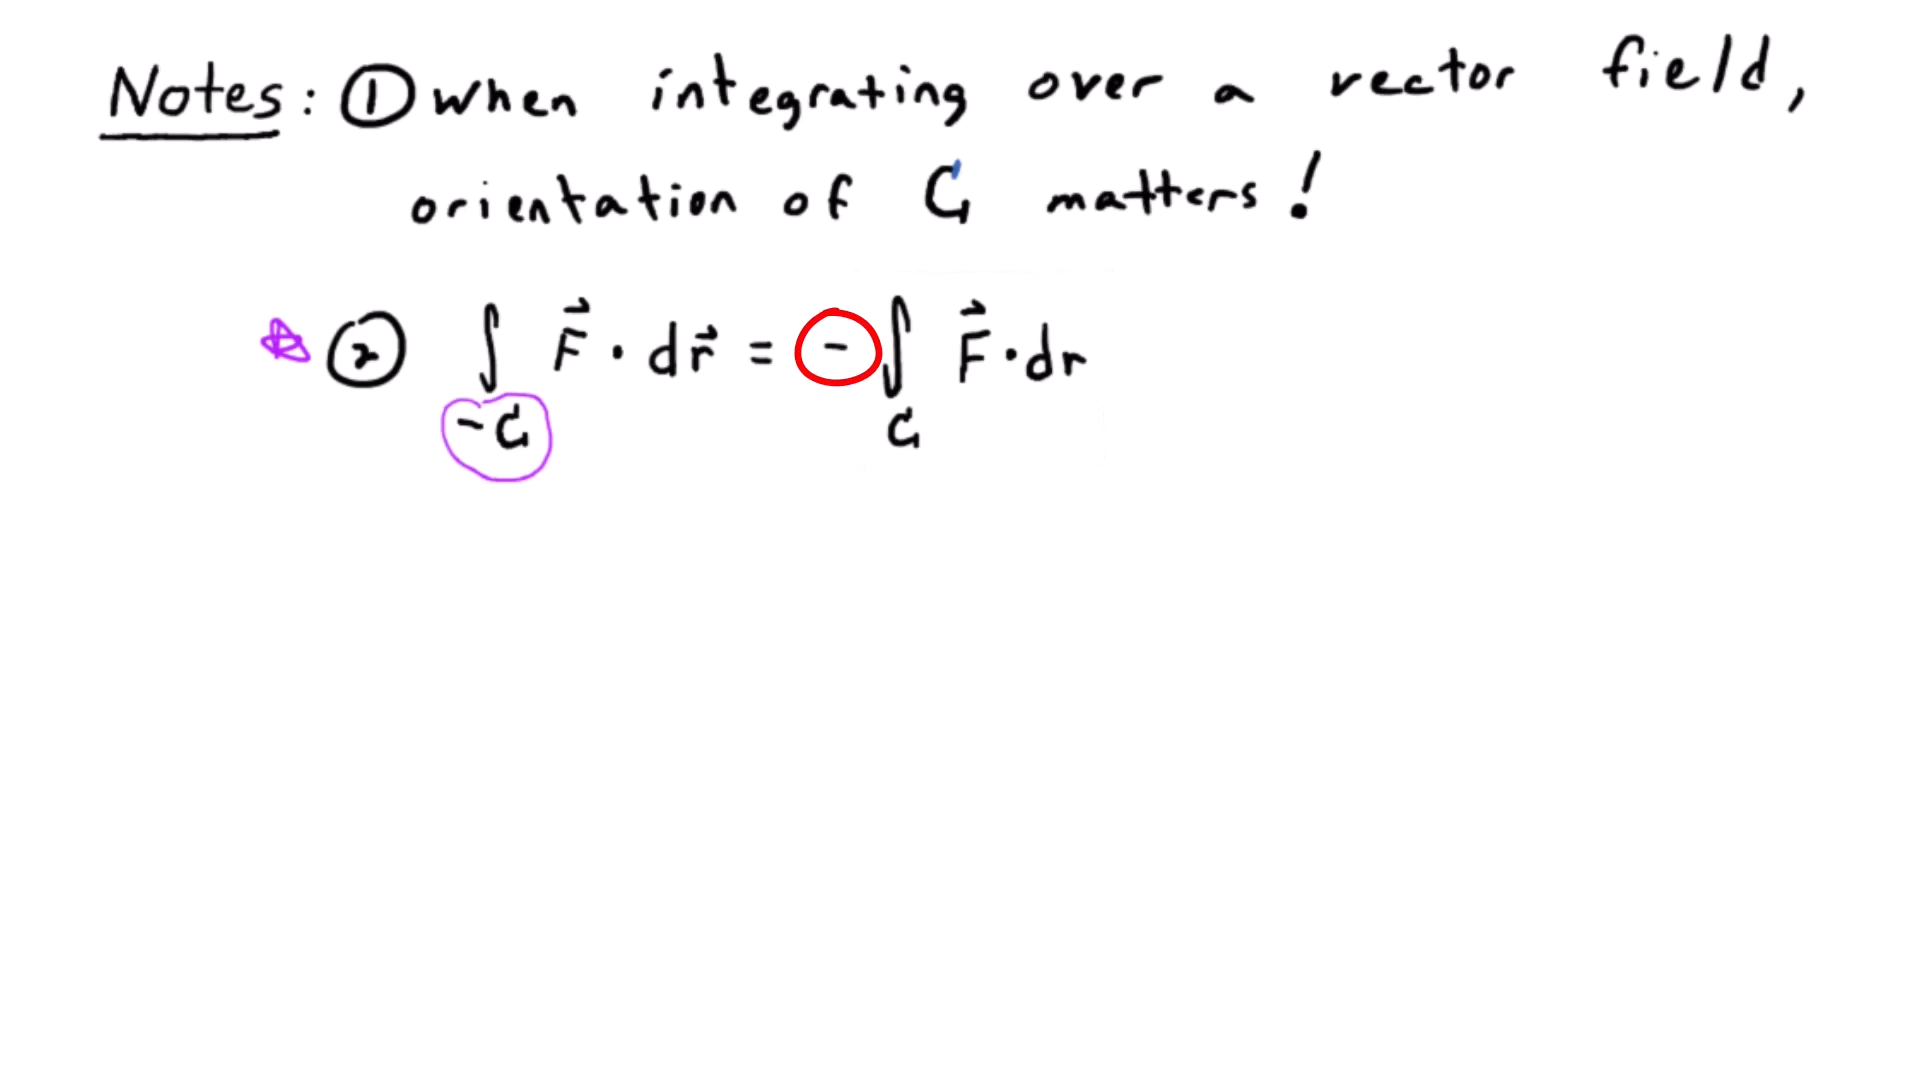 Notes: ① When integrating over a vector field,
orientation of C matters!
② ∫_{-C} F⃗ · dr⃗ = - ∫_C F⃗ · dr